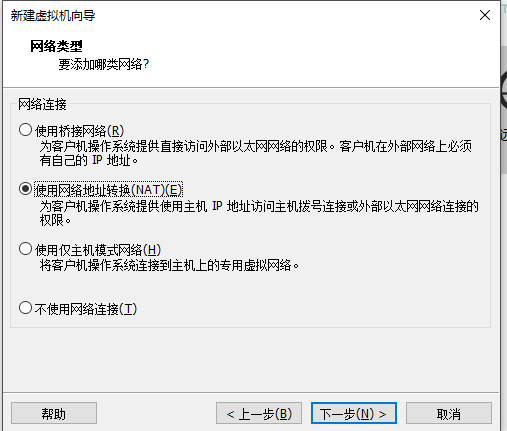 新建虚拟机向导
网络类型
要添加哪类网络?
网络连接
使用桥接网络(R)
为客户机操作系统提供直接访问外部以太网网络的权限。客户机在外部网络上必须
有自己的 IP 地址。
使用网络地址转换(NAT)(E)
为客户机操作系统提供使用主机 IP 地址访问主机拨号连接或外部以太网网络连接的
权限。
使用仅主机模式网络(H)
将客户机操作系统连接到主机上的专用虚拟网络。
不使用网络连接(T)
帮助
< 上一步(B)
下一步(N) >
取消